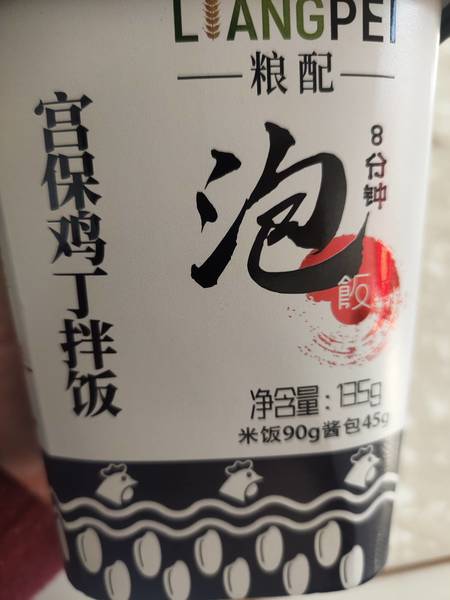 LIANGPEI
粮配
宫保鸡丁拌饭
8分钟
泡
飯
净含量:135g
米饭90g酱包45g